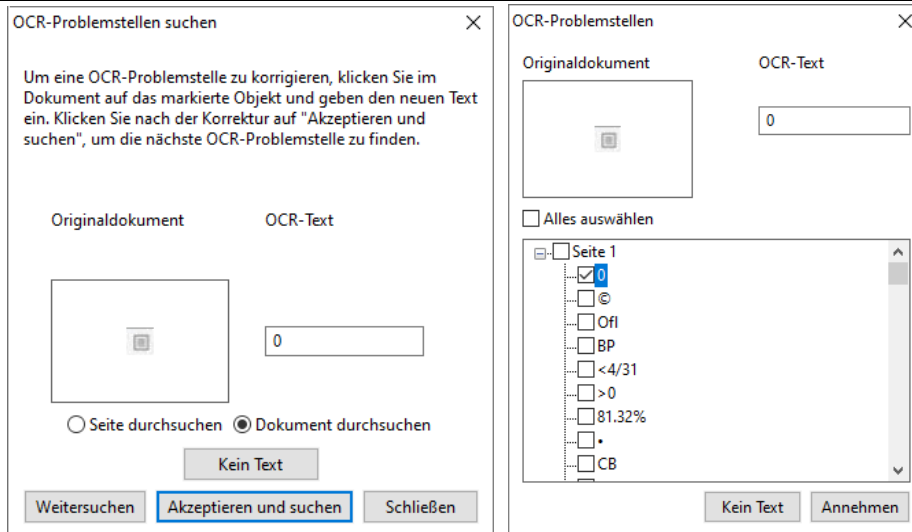 OCR-Problemstellen suchen
Um eine OCR-Problemstelle zu korrigieren, klicken Sie im
Dokument auf das markierte Objekt und geben den neuen Text
ein. Klicken Sie nach der Korrektur auf "Akzeptieren und
suchen", um die nächste OCR-Problemstelle zu finden.
Originaldokument
OCR-Text
0
Seite durchsuchen
Dokument durchsuchen
Kein Text
Weitersuchen
Akzeptieren und suchen
Schließen
OCR-Problemstellen
Originaldokument
OCR-Text
0
Alles auswählen
Seite 1
0
©
Ofl
BP
<4/31
>0
81.32%
•
CB
Kein Text
Annehmen